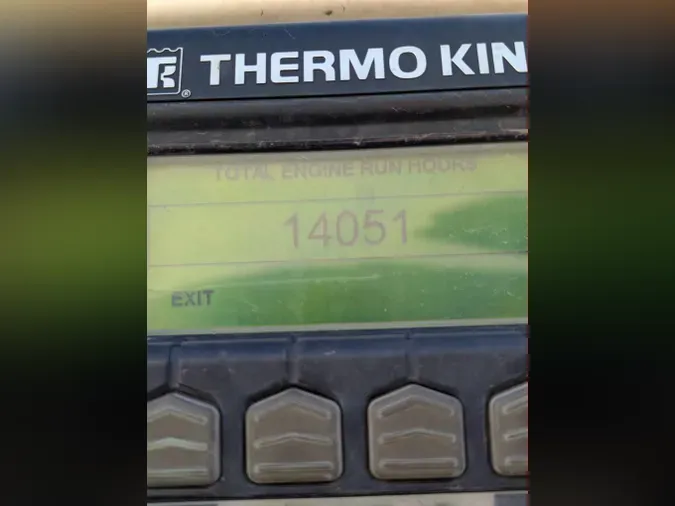 THERMO KIN
TOTAL ENGINE RUN HOURS
14051
EXIT